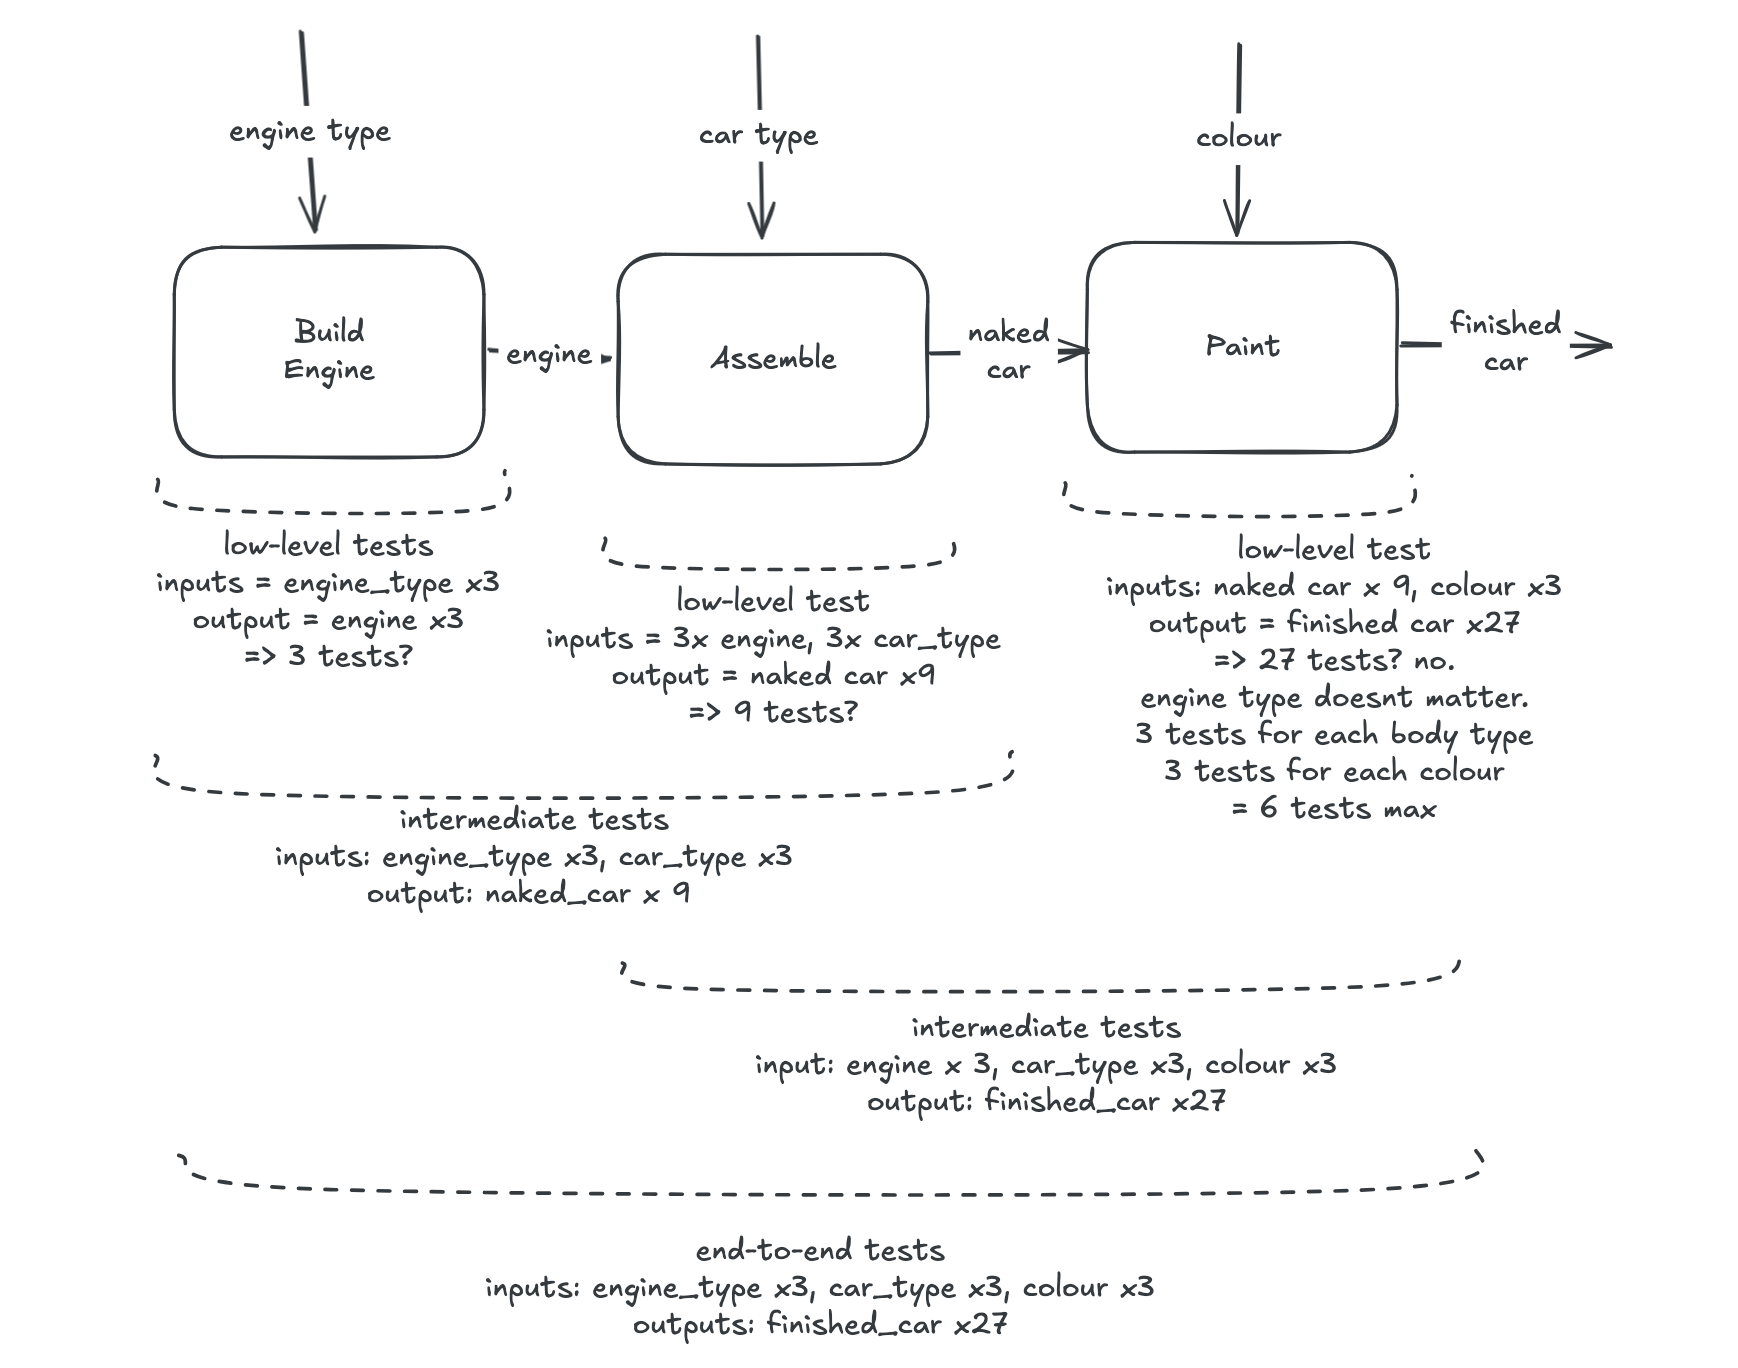 engine type
car type
colour
Build
Engine
engine
Assemble
naked
car
Paint
finished
car
low-level tests
inputs = engine_type x3
output = engine x3
=> 3 tests?
low-level test
inputs = 3x engine, 3x car_type
output = naked car x9
=> 9 tests?
low-level test
inputs: naked car x 9, colour x3
output = finished car x27
=> 27 tests? no.
engine type doesnt matter.
3 tests for each body type
3 tests for each colour
= 6 tests max
intermediate tests
inputs: engine_type x3, car_type x3
output: naked_car x 9
intermediate tests
input: engine x 3, car_type x3, colour x3
output: finished_car x27
end-to-end tests
inputs: engine_type x3, car_type x3, colour x3
outputs: finished_car x27